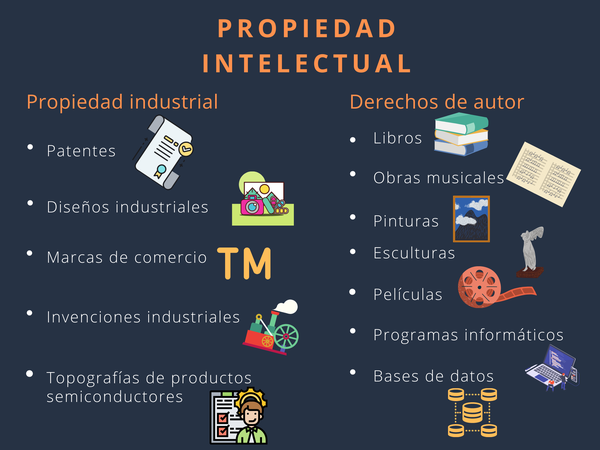 PROPIEDAD
INTELECTUAL
Propiedad industrial
• Patentes
• Diseños industriales
• Marcas de comercio
TM
• Invenciones industriales
• Topografías de productos
semiconductores
Derechos de autor
• Libros
• Obras musicales
• Pinturas
• Esculturas
• Películas
• Programas informáticos
• Bases de datos